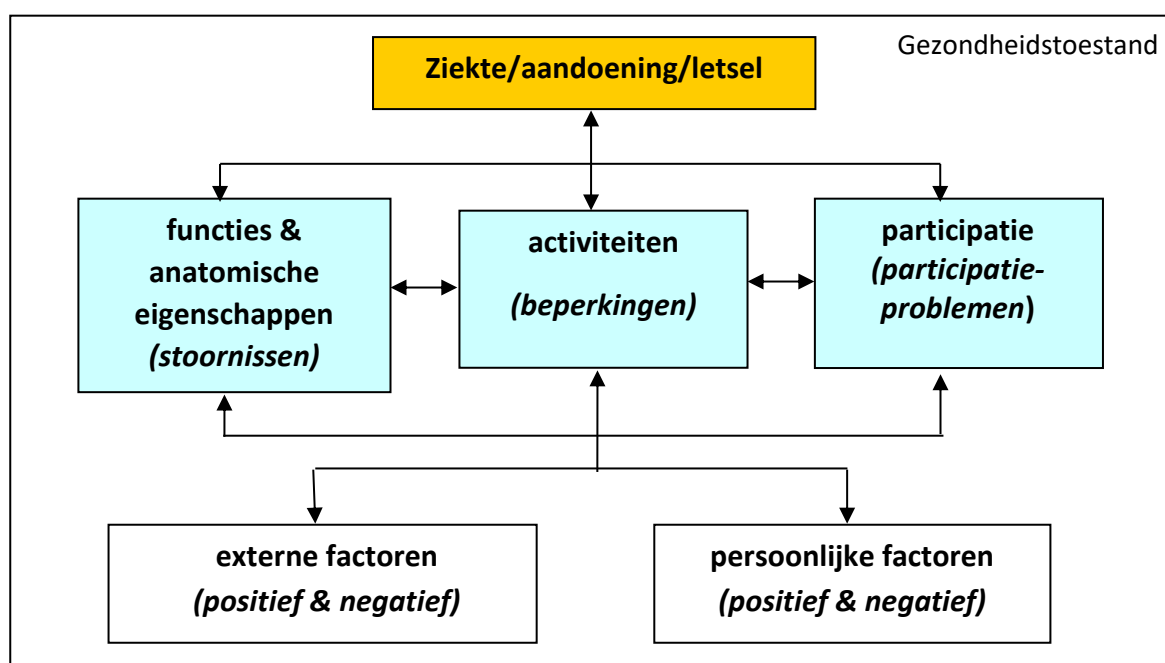 Gezondheidstoestand
Ziekte/aandoening/letsel
functies &
anatomische
eigenschappen
(stoornissen)
activiteiten
(beperkingen)
participatie
(participatie-
problemen)
externe factoren
(positief & negatief)
persoonlijke factoren
(positief & negatief)